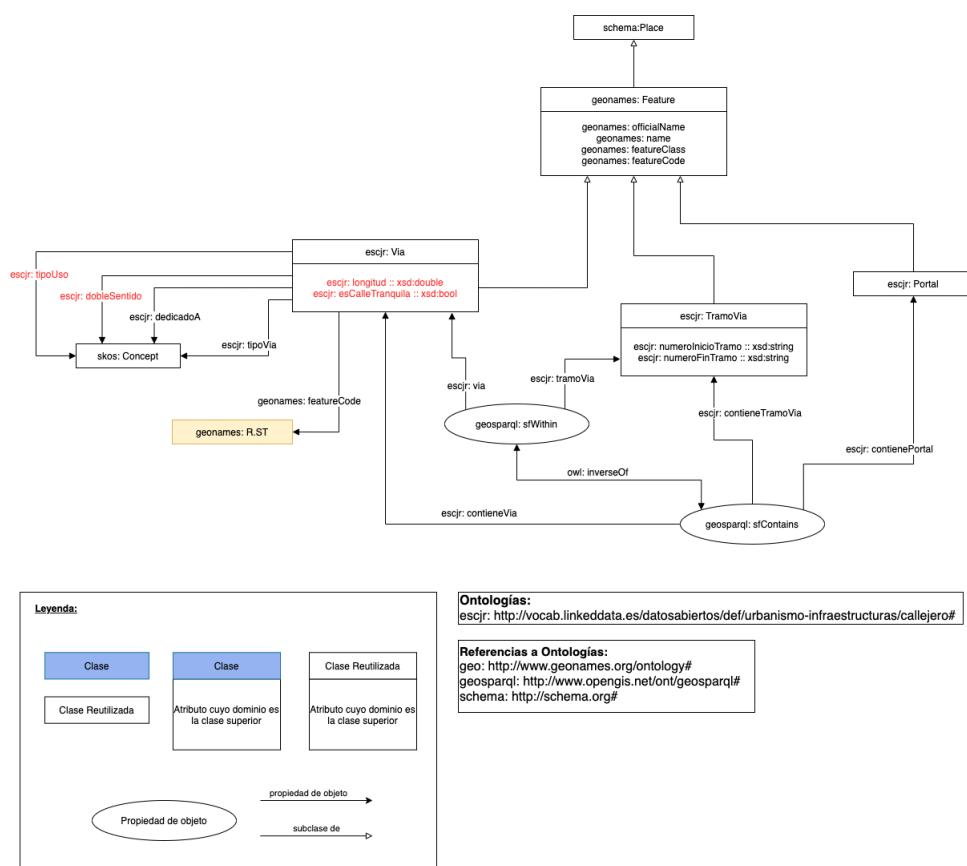 schema:Place
geonames: Feature
geonames: officialName
geonames: name
geonames: featureClass
geonames: featureCode
escjr: Via
escjr: longitud :: xsd:double
escjr: esCalleTranquila :: xsd:bool
escjr: tipoUso
escjr: dobleSentido
escjr: dedicadoA
escjr: tipoVia
skos: Concept
escjr: Portal
escjr: TramoVia
escjr: numeroInicioTramo :: xsd:string
escjr: numeroFinTramo :: xsd:string
escjr: via
escjr: tramoVia
geonames: featureCode
geonames: R.ST
geosparql: sfWithin
escjr: contieneTramoVia
escjr: contienePortal
owl: inverseOf
escjr: contieneVia
geosparql: sfContains
Leyenda:
Clase
Clase
Clase Reutilizada
Clase Reutilizada
Atributo cuyo dominio es
la clase superior
Atributo cuyo dominio es
la clase superior
Propiedad de objeto
propiedad de objeto
subclase de
Ontologías:
escjr: http://vocab.linkeddata.es/datosabiertos/def/urbanismo-infraestructuras/callejero#
Referencias a Ontologías:
geo: http://www.geonames.org/ontology#
geosparql: http://www.opengis.net/ont/geosparql#
schema: http://schema.org#